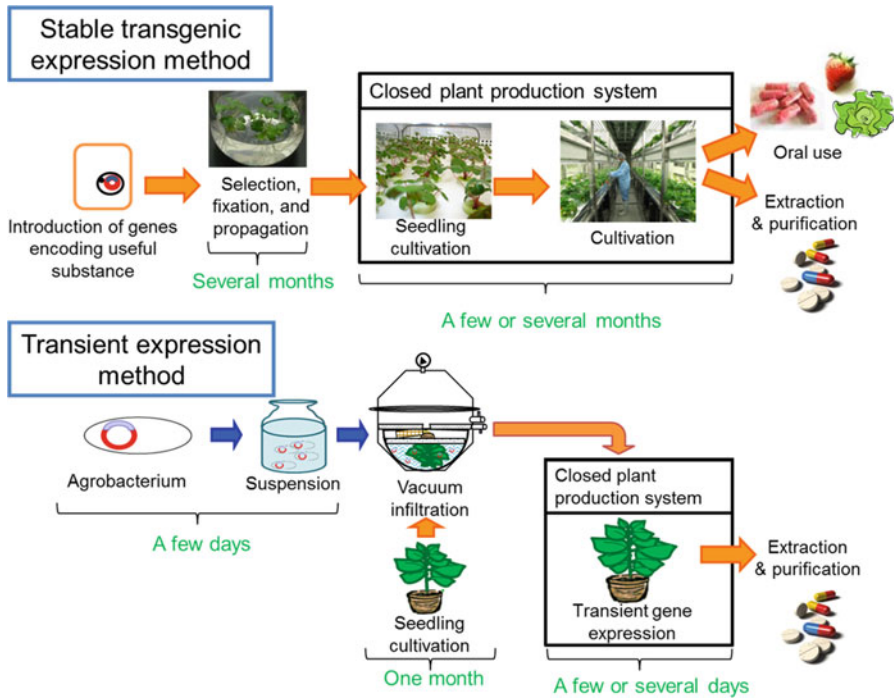 Stable transgenic
expression method
Closed plant production system
Introduction of genes
encoding useful
substance
Selection,
fixation, and
propagation
Seedling
cultivation
Cultivation
Oral use
Extraction
& purification
Several months
A few or several months
Transient expression
method
Agrobacterium
Suspension
Vacuum
infiltration
Closed plant
production system
A few days
Seedling
cultivation
Transient gene
expression
Extraction
& purification
One month
A few or several days